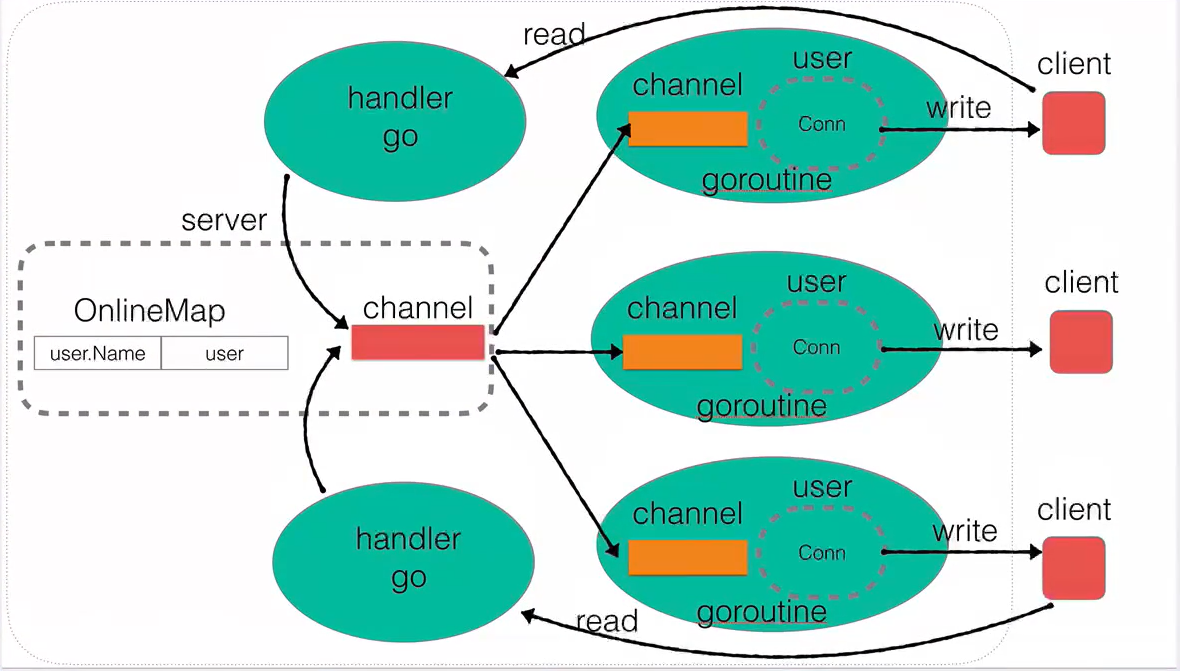 read
handler
go
channel
user
Conn
goroutine
write
client
server
OnlineMap
user.Name
user
channel
channel
user
Conn
goroutine
write
client
handler
go
read
channel
user
Conn
goroutine
write
client